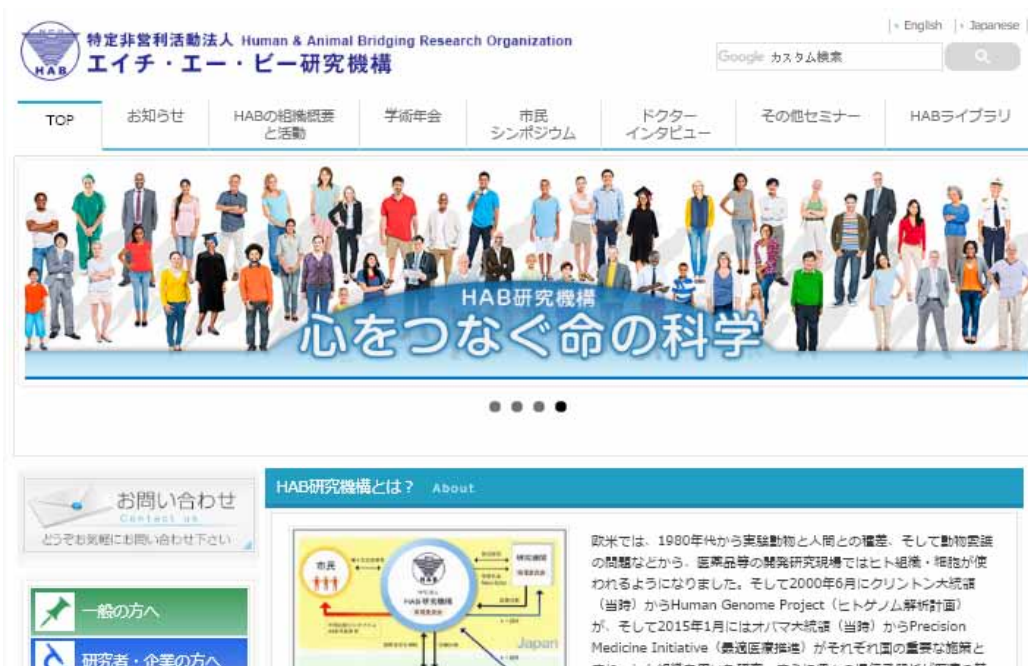 English | Japanese
特定非営利活動法人 Human & Animal Bridging Research Organization
エイチ・エー・ビー研究機構
HAB
Google カスタム検索
TOP
お知らせ
HABの組織概要
と活動
学術年会
市民
シンポジウム
ドクター
インタビュー
その他セミナー
HABライブラリ
HAB研究機構
心をつなぐ命の科学
お問い合わせ
Contact us
どうぞお気軽にお問い合わせ下さい
一般の方へ
研究者・企業の方へ
HAB研究機構とは？ About
市民
HAB
HAB研究機構
研究機関
Japan
欧米では、1980年代から実験動物と人間との種差、そして動物愛護
の問題などから、医薬品等の開発研究現場ではヒト組織・細胞が使
われるようになりました。そして2000年6月にクリントン大統領
（当時）からHuman Genome Project（ヒトゲノム解析計画）
が、そして2015年1月にはオバマ大統領（当時）からPrecision
Medicine Initiative（最適医療推進）がそれぞれ国の重要な施策と